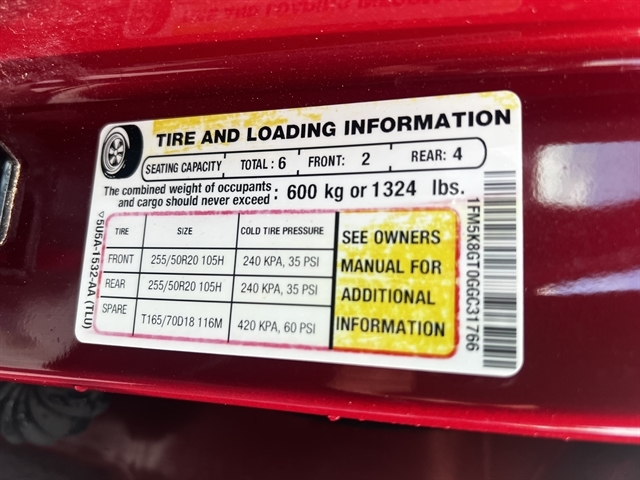 TIRE AND LOADING INFORMATION
SEATING CAPACITY TOTAL : 6 FRONT: 2 REAR: 4
The combined weight of occupants and cargo should never exceed : 600 kg or 1324 lbs.
TIRE SIZE COLD TIRE PRESSURE
FRONT 255/50R20 105H 240 KPA, 35 PSI
REAR 255/50R20 105H 240 KPA, 35 PSI
SPARE T165/70D18 116M 420 KPA, 60 PSI
SEE OWNERS
MANUAL FOR
ADDITIONAL
INFORMATION
5U5A-1532-AA (TLU)
1FM5K8GT0GGC31766